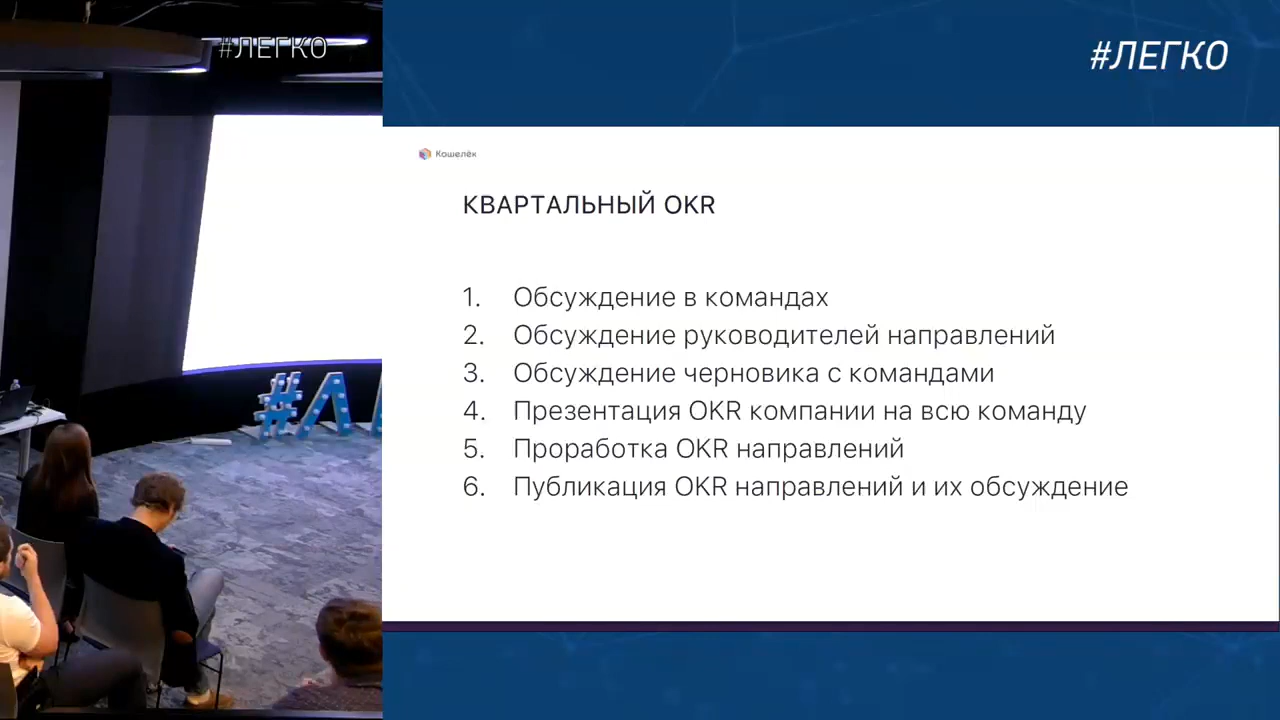 #ЛЕГКО
#ЛЕГКО
Кошелёк
КВАРТАЛЬНЫЙ OKR
1. Обсуждение в командах
2. Обсуждение руководителей направлений
3. Обсуждение черновика с командами
4. Презентация OKR компании на всю команду
5. Проработка OKR направлений
6. Публикация OKR направлений и их обсуждение